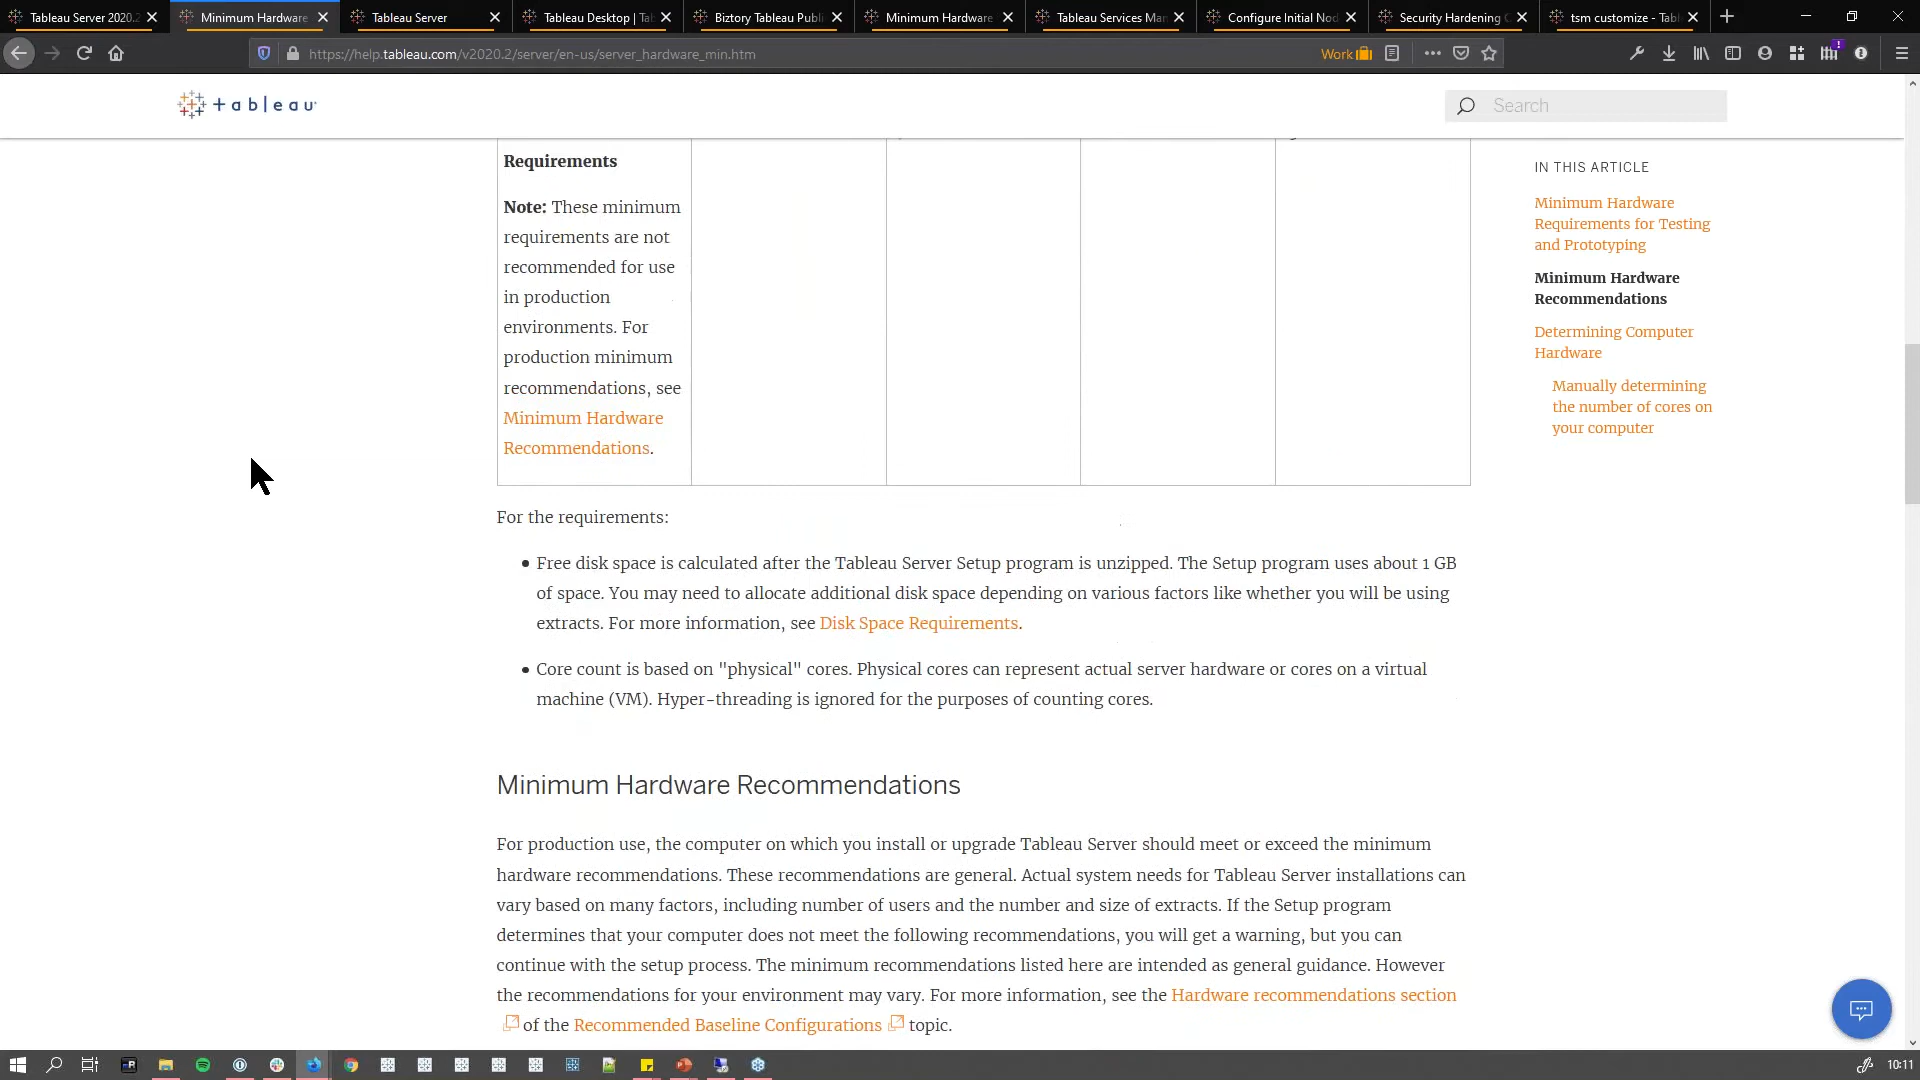 Tableau Server 2020.2
Minimum Hardware
Tableau Server
Tableau Desktop | Tab
Biztory Tableau Publi
Minimum Hardware
Tableau Services Man
Configure Initial Nod
Security Hardening C
tsm customize - Tabl
https://help.tableau.com/v2020.2/server/en-us/server_hardware_min.htm
Work
+ a b | e a u
Search
Requirements
Note: These minimum
requirements are not
recommended for use
in production
environments. For
production minimum
recommendations, see
Minimum Hardware
Recommendations.
IN THIS ARTICLE
Minimum Hardware
Requirements for Testing
and Prototyping
Minimum Hardware
Recommendations
Determining Computer
Hardware
Manually determining
the number of cores on
your computer
For the requirements:
• Free disk space is calculated after the Tableau Server Setup program is unzipped. The Setup program uses about 1 GB
of space. You may need to allocate additional disk space depending on various factors like whether you will be using
extracts. For more information, see Disk Space Requirements.
• Core count is based on "physical" cores. Physical cores can represent actual server hardware or cores on a virtual
machine (VM). Hyper-threading is ignored for the purposes of counting cores.
Minimum Hardware Recommendations
For production use, the computer on which you install or upgrade Tableau Server should meet or exceed the minimum
hardware recommendations. These recommendations are general. Actual system needs for Tableau Server installations can
vary based on many factors, including number of users and the number and size of extracts. If the Setup program
determines that your computer does not meet the following recommendations, you will get a warning, but you can
continue with the setup process. The minimum recommendations listed here are intended as general guidance. However
the recommendations for your environment may vary. For more information, see the Hardware recommendations section
of the Recommended Baseline Configurations topic.
10:11